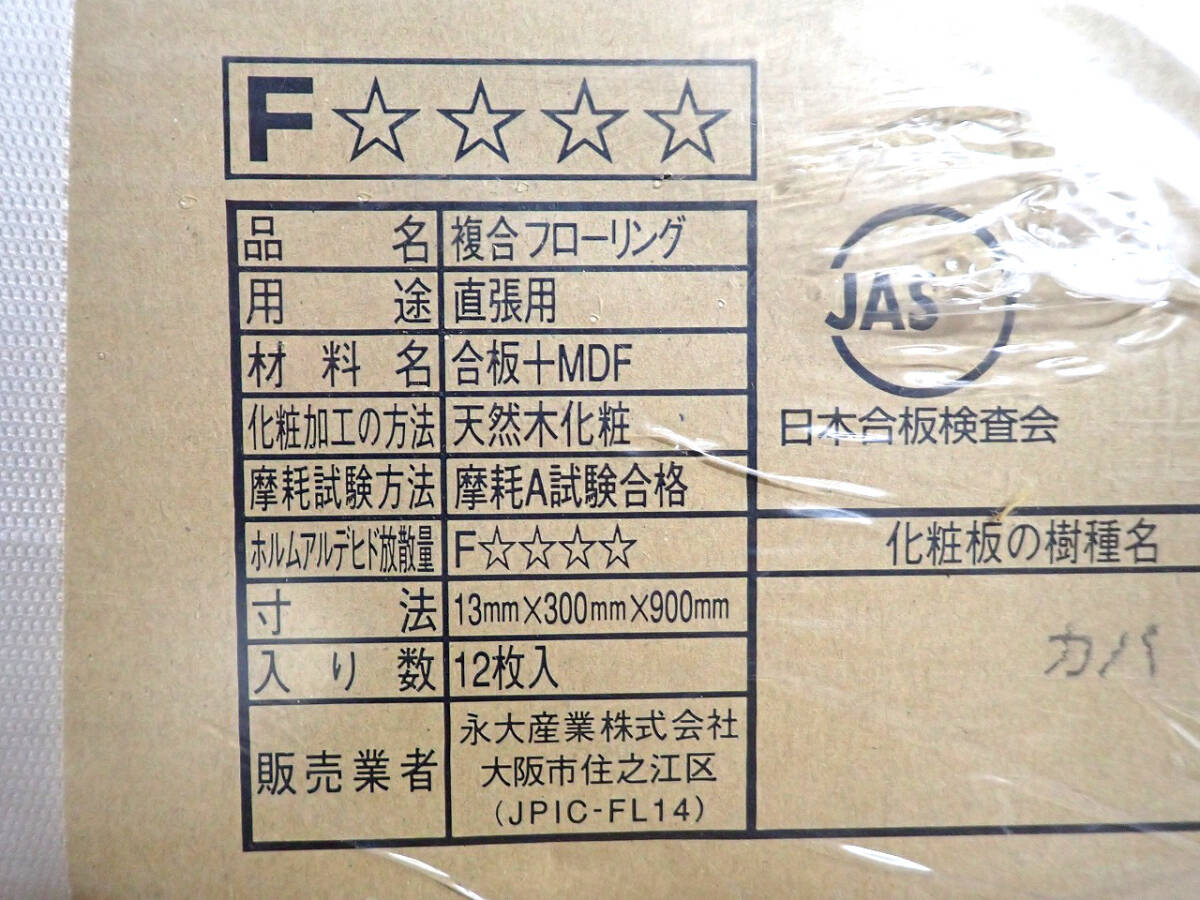 F☆☆☆☆
品名 複合フローリング
用途 直張用
材料名 合板+MDF
化粧加工の方法 天然木化粧
摩耗試験方法 摩耗A試験合格
ホルムアルデヒド放散量 F☆☆☆☆
寸法 13mm×300mm×900mm
入り数 12枚入
販売業者 永大産業株式会社
大阪市住之江区
(JPIC-FL14)
JAS
日本合板検査会
化粧板の樹種名
カバ